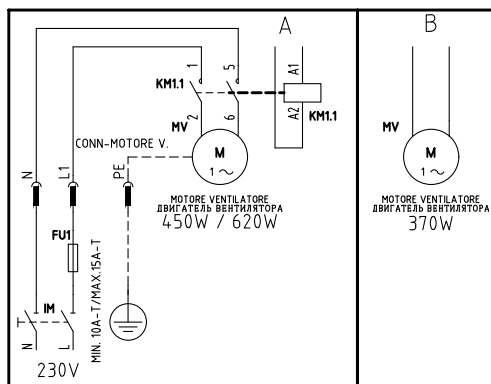 A
B
1
5
A1
KM1.1
2
6
A2
KM1.1
MV
MV
CONN-MOTORE V.
M
1 ~
M
1 ~
N
L1
PE
MOTORE VENTILATORE
ДВИГАТЕЛЬ ВЕНТИЛЯТОРА
450W / 620W
MOTORE VENTILATORE
ДВИГАТЕЛЬ ВЕНТИЛЯТОРА
370W
FU1
MIN. 10A-T/MAX.15A-T
IM
N
L
230V